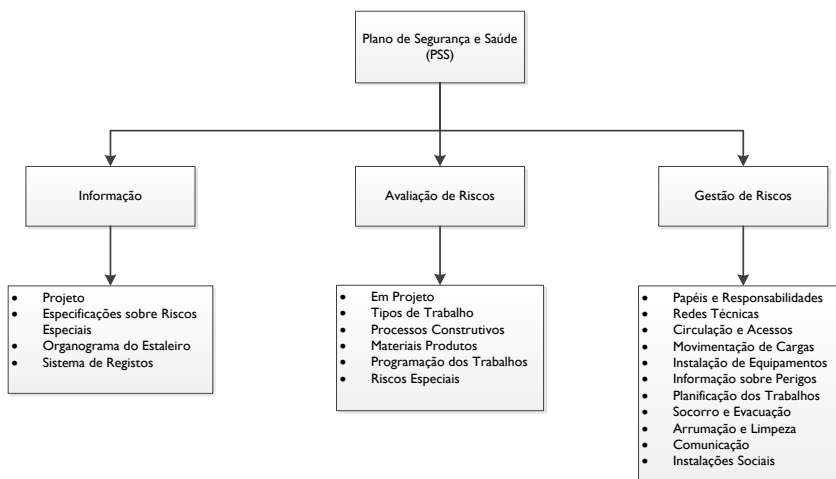 Plano de Segurança e Saúde
(PSS)
Informação
Avaliação de Riscos
Gestão de Riscos
• Projeto
• Especificações sobre Riscos
Especiais
• Organograma do Estaleiro
• Sistema de Registos
• Em Projeto
• Tipos de Trabalho
• Processos Construtivos
• Materiais Produtos
• Programação dos Trabalhos
• Riscos Especiais
• Papéis e Responsabilidades
• Redes Técnicas
• Circulação e Acessos
• Movimentação de Cargas
• Instalação de Equipamentos
• Informação sobre Perigos
• Planificação dos Trabalhos
• Socorro e Evacuação
• Arrumação e Limpeza
• Comunicação
• Instalações Sociais